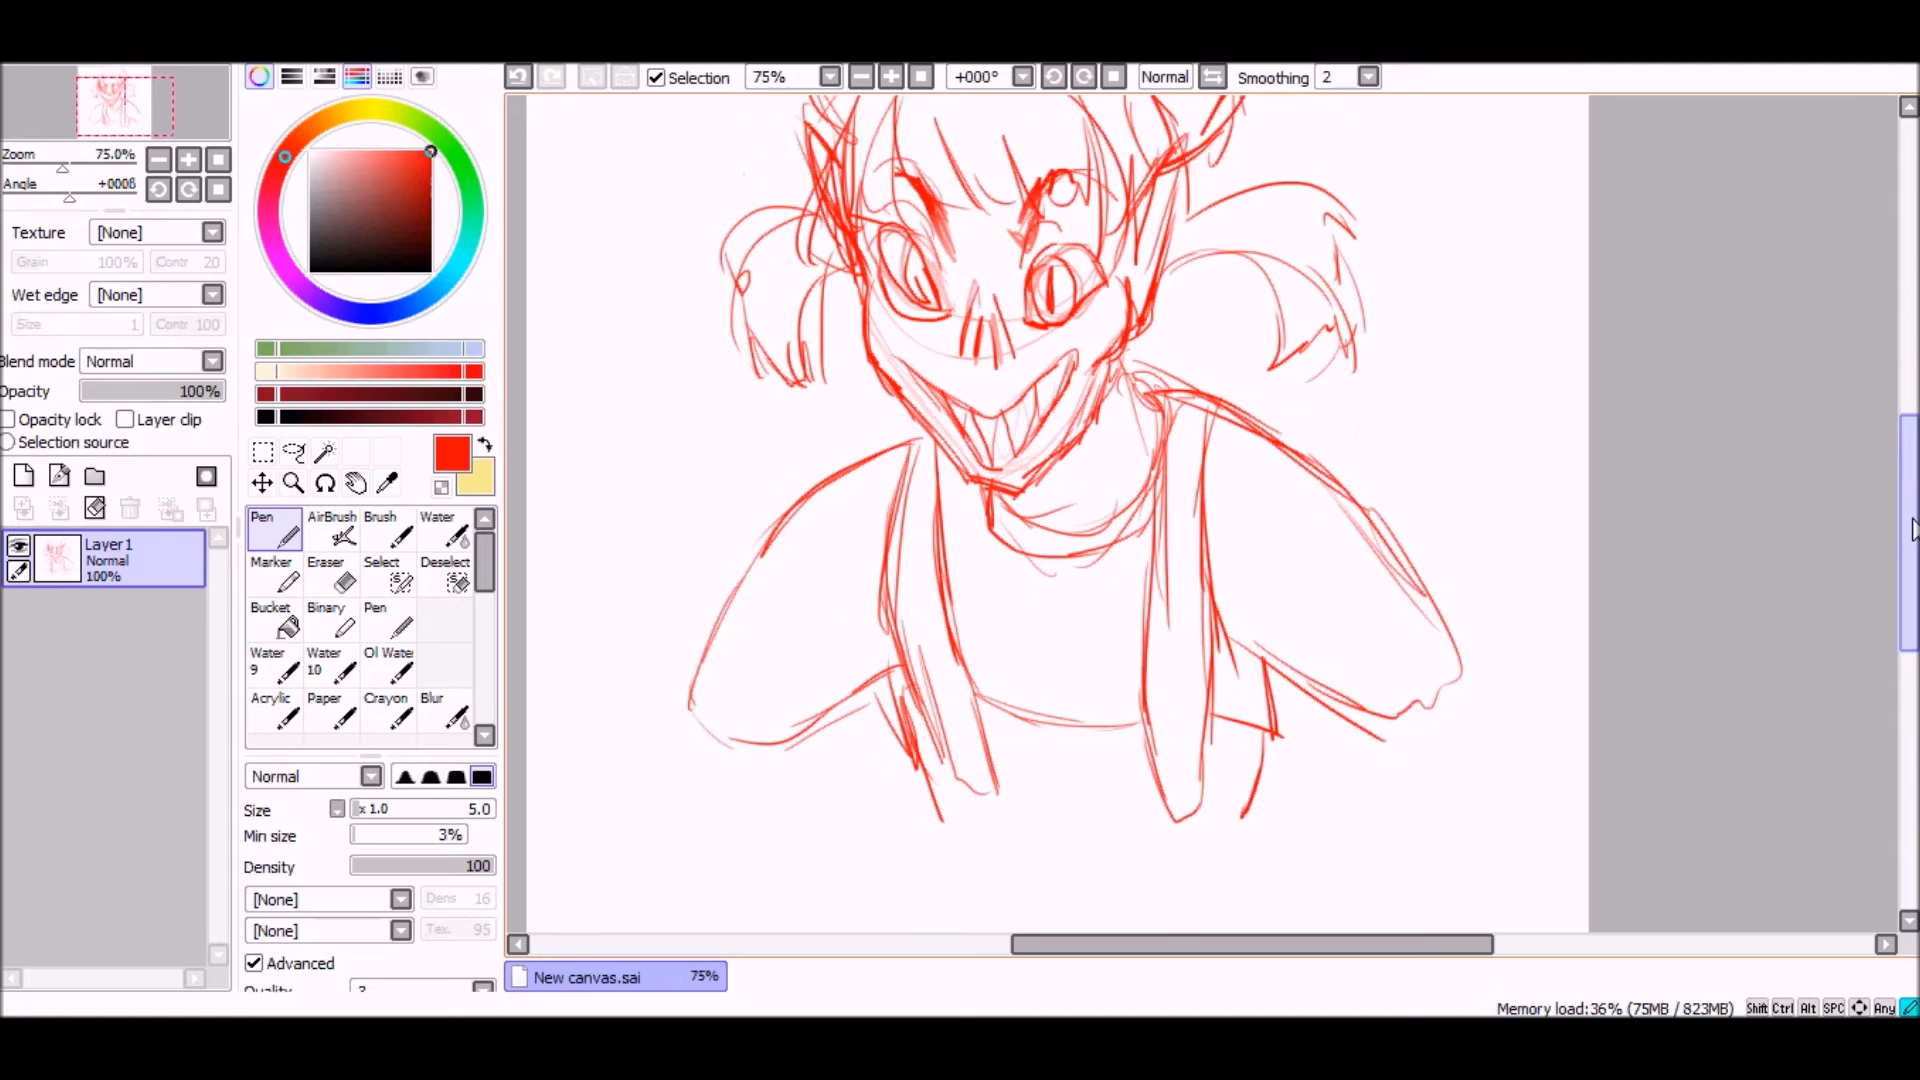 Selection 75% +000° Normal Smoothing 2
Zoom 75.0%
Angle +000ß
Texture [None]
Grain 100% Contr 20
Wet edge [None]
Size 1 Contr 100
Blend mode Normal
Opacity 100%
Opacity lock Layer clip
Selection source
Layer1
Normal
100%
Pen AirBrush Brush Water
Marker Eraser Select Deselect
Bucket Binary Pen
Water 9 Water 10 Ol Wate
Acrylic Paper Crayon Blur
Normal
Size x 1.0 5.0
Min size 3%
Density 100
[None] Dens 16
[None] Tex. 95
Advanced
New canvas.sai 75%
Memory load:36% (75MB / 823MB) Shift Ctrl Alt SPC Any